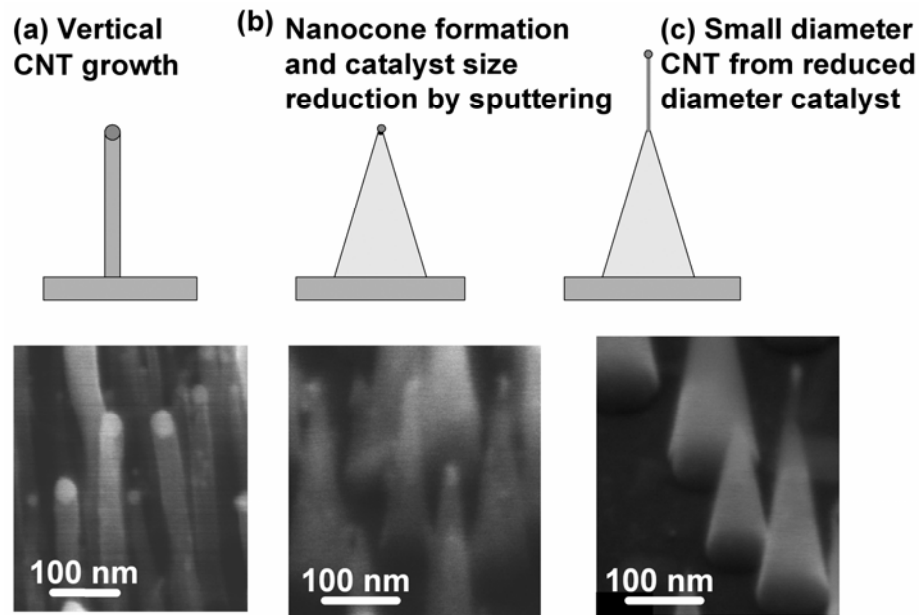 (a) Vertical
CNT growth
(b) Nanocone formation
and catalyst size
reduction by sputtering
(c) Small diameter
CNT from reduced
diameter catalyst
100 nm
100 nm
100 nm